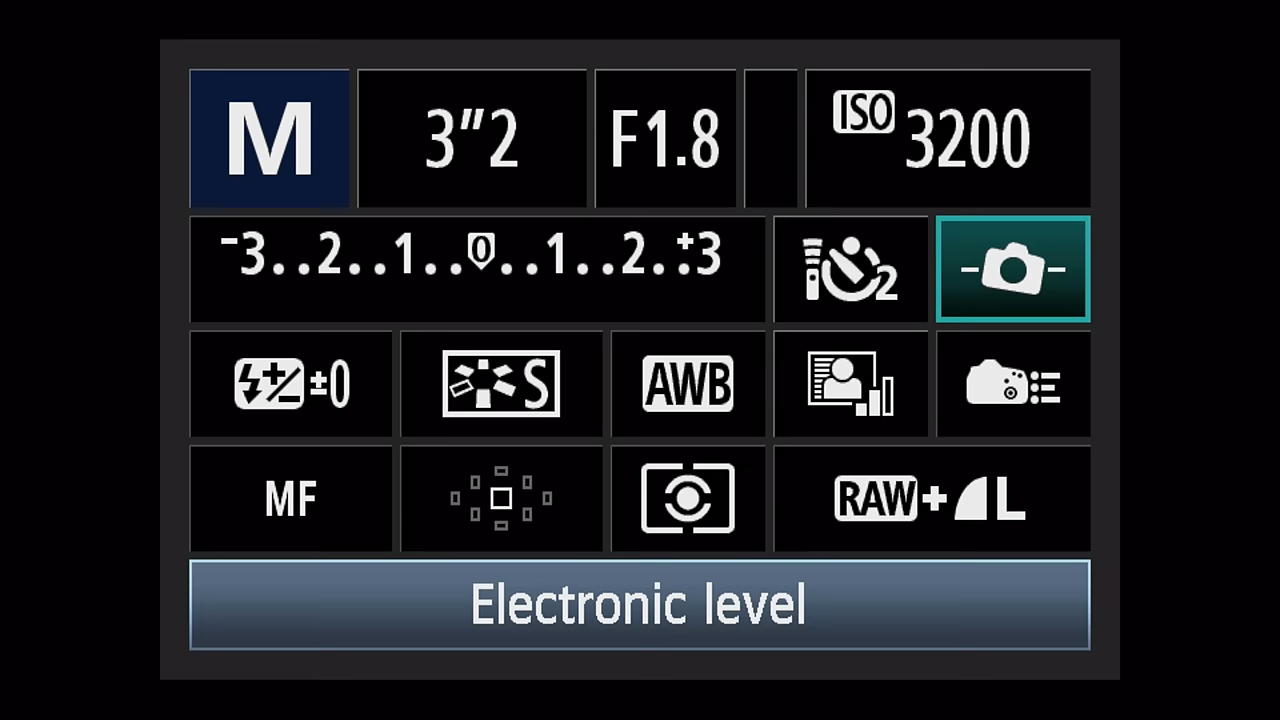 M 3"2 F1.8 ISO 3200
-3..2..1..0..1..2..+3 2
±0 S AWB
MF RAW+L
Electronic level